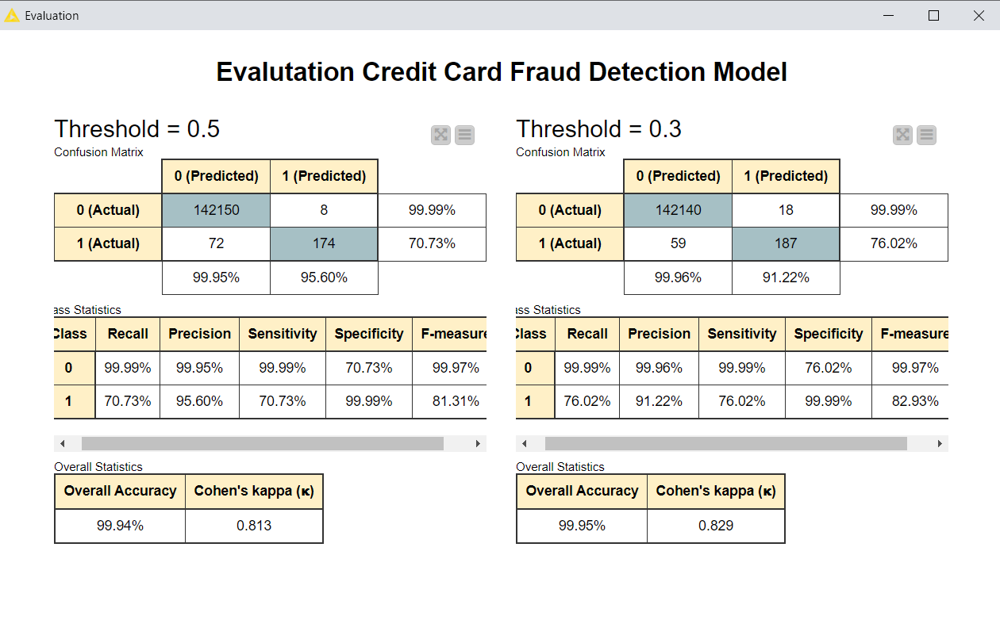 Evaluation
Evalutation Credit Card Fraud Detection Model
Threshold = 0.5
Confusion Matrix
0 (Predicted) 1 (Predicted)
0 (Actual) 142150 8 99.99%
1 (Actual) 72 174 70.73%
99.95% 95.60%
ass Statistics
Class Recall Precision Sensitivity Specificity F-measure
0 99.99% 99.95% 99.99% 70.73% 99.97%
1 70.73% 95.60% 70.73% 99.99% 81.31%
Overall Statistics
Overall Accuracy Cohen's kappa (κ)
99.94% 0.813
Threshold = 0.3
Confusion Matrix
0 (Predicted) 1 (Predicted)
0 (Actual) 142140 18 99.99%
1 (Actual) 59 187 76.02%
99.96% 91.22%
ass Statistics
Class Recall Precision Sensitivity Specificity F-measure
0 99.99% 99.96% 99.99% 76.02% 99.97%
1 76.02% 91.22% 76.02% 99.99% 82.93%
Overall Statistics
Overall Accuracy Cohen's kappa (κ)
99.95% 0.829